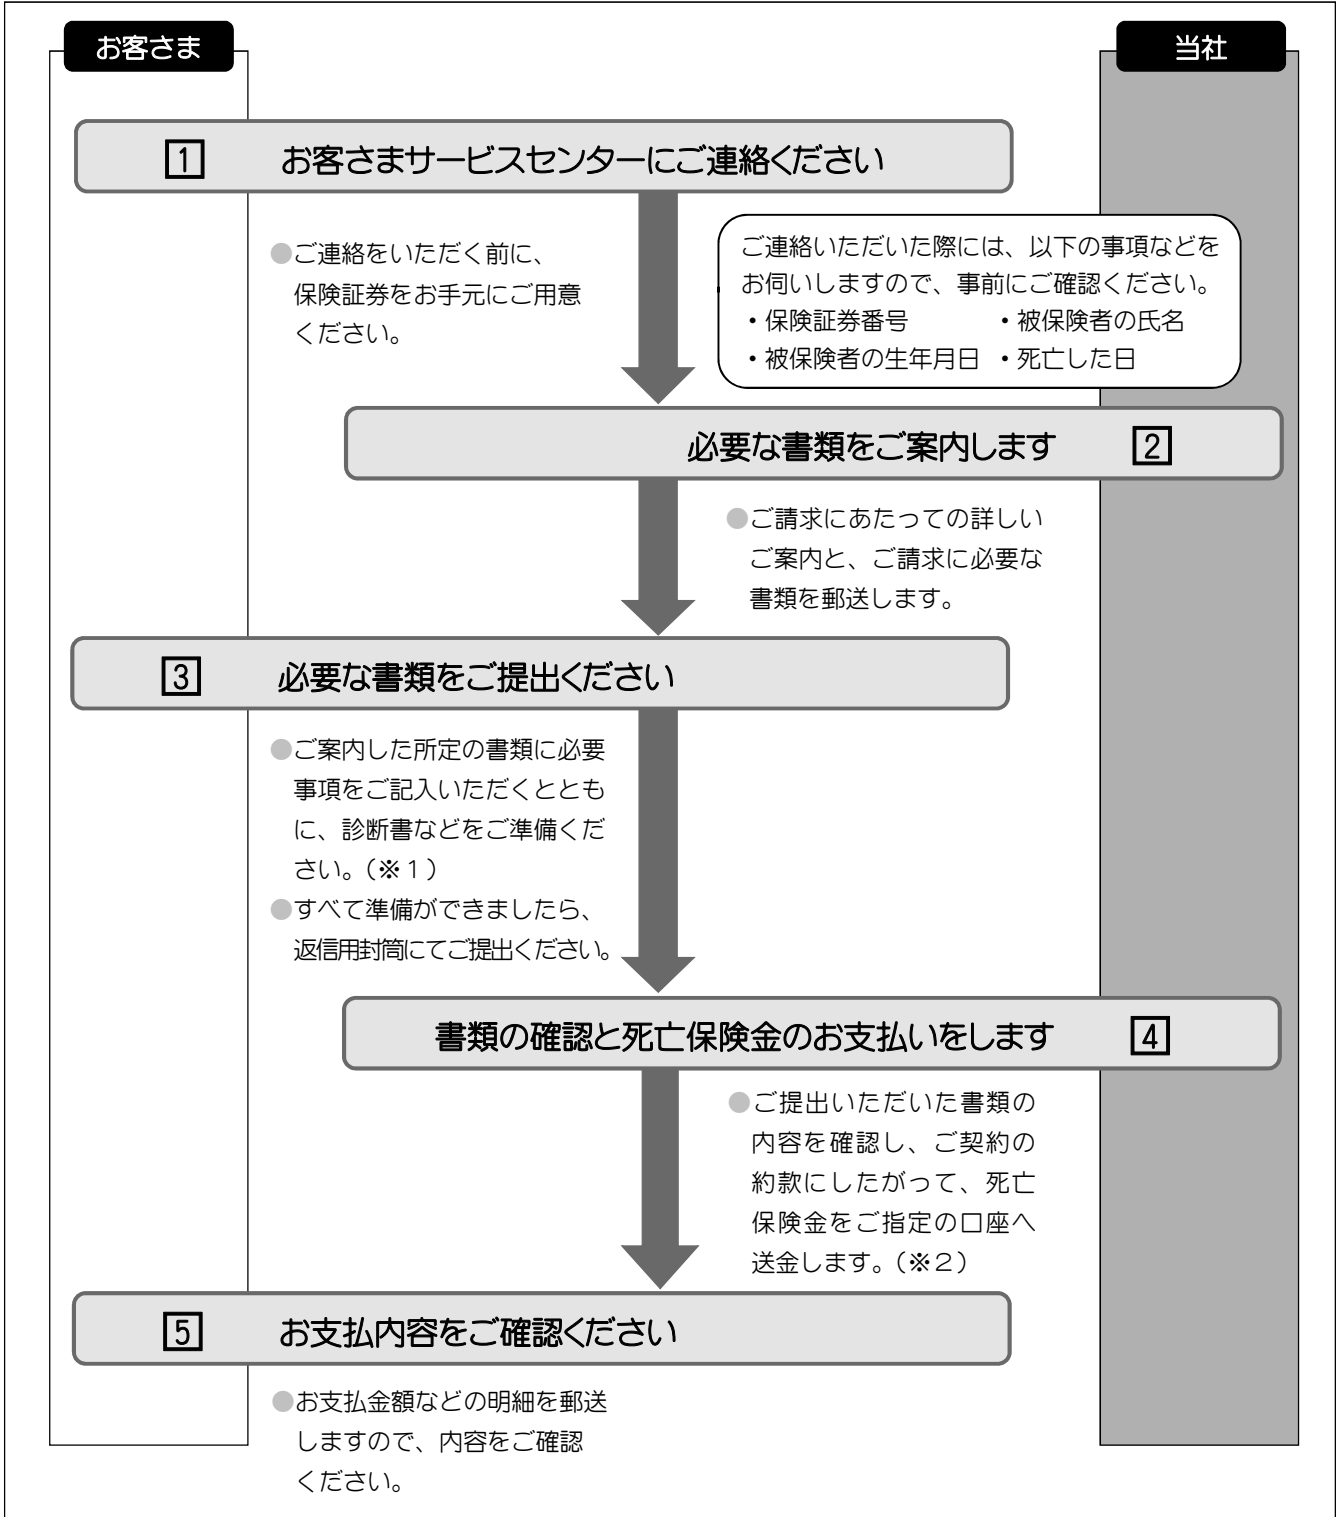 お客さま
当社
1 お客さまサービスセンターにご連絡ください
●ご連絡をいただく前に、
保険証券をお手元にご用意
ください。
ご連絡いただいた際には、以下の事項などを
お伺いしますので、事前にご確認ください。
・保険証券番号 ・被保険者の氏名
・被保険者の生年月日 ・死亡した日
必要な書類をご案内します 2
●ご請求にあたっての詳しい
ご案内と、ご請求に必要な
書類を郵送します。
3 必要な書類をご提出ください
●ご案内した所定の書類に必要
事項をご記入いただくととも
に、診断書などをご準備くだ
さい。(※1)
●すべて準備ができましたら、
返信用封筒にてご提出ください。
書類の確認と死亡保険金のお支払いをします 4
●ご提出いただいた書類の
内容を確認し、ご契約の
約款にしたがって、死亡
保険金をご指定の口座へ
送金します。(※2)
5 お支払内容をご確認ください
●お支払金額などの明細を郵送
しますので、内容をご確認
ください。